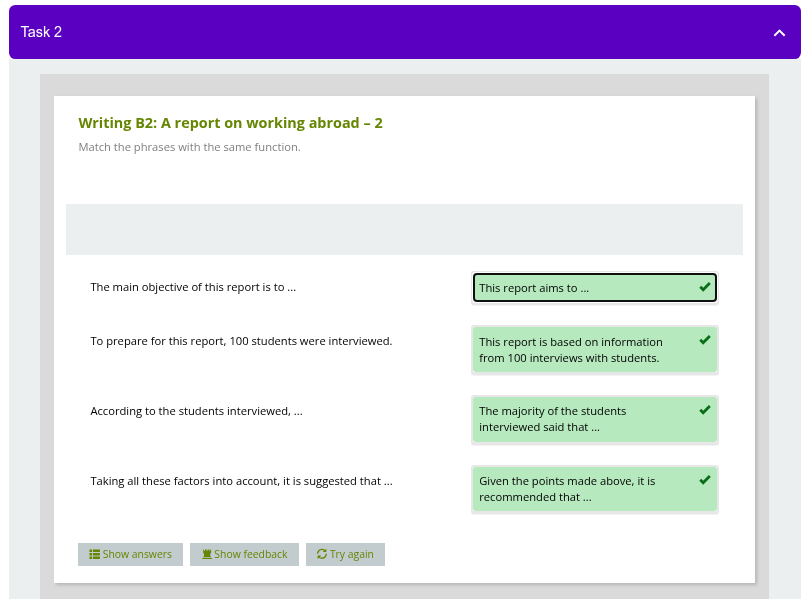 Task 2
Writing B2: A report on working abroad – 2
Match the phrases with the same function.
The main objective of this report is to ...
This report aims to ...
To prepare for this report, 100 students were interviewed.
This report is based on information
from 100 interviews with students.
According to the students interviewed, ...
The majority of the students
interviewed said that ...
Taking all these factors into account, it is suggested that ...
Given the points made above, it is
recommended that ...
Show answers
Show feedback
Try again